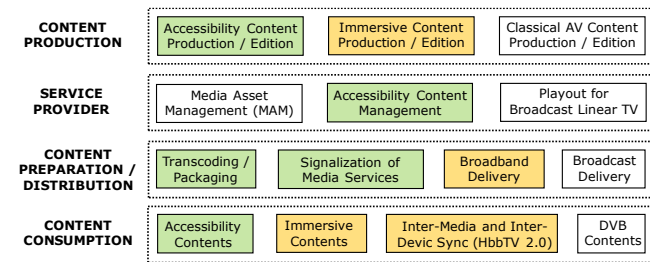 CONTENT
PRODUCTION
Accessibility Content
Production / Edition
Immersive Content
Production / Edition
Classical AV Content
Production / Edition
SERVICE
PROVIDER
Media Asset
Management (MAM)
Accessibility Content
Management
Playout for
Broadcast Linear TV
CONTENT
PREPARATION /
DISTRIBUTION
Transcoding /
Packaging
Signalization of
Media Services
Broadband
Delivery
Broadcast
Delivery
CONTENT
CONSUMPTION
Accessibility
Contents
Immersive
Contents
Inter-Media and Inter-
Devic Sync (HbbTV 2.0)
DVB
Contents